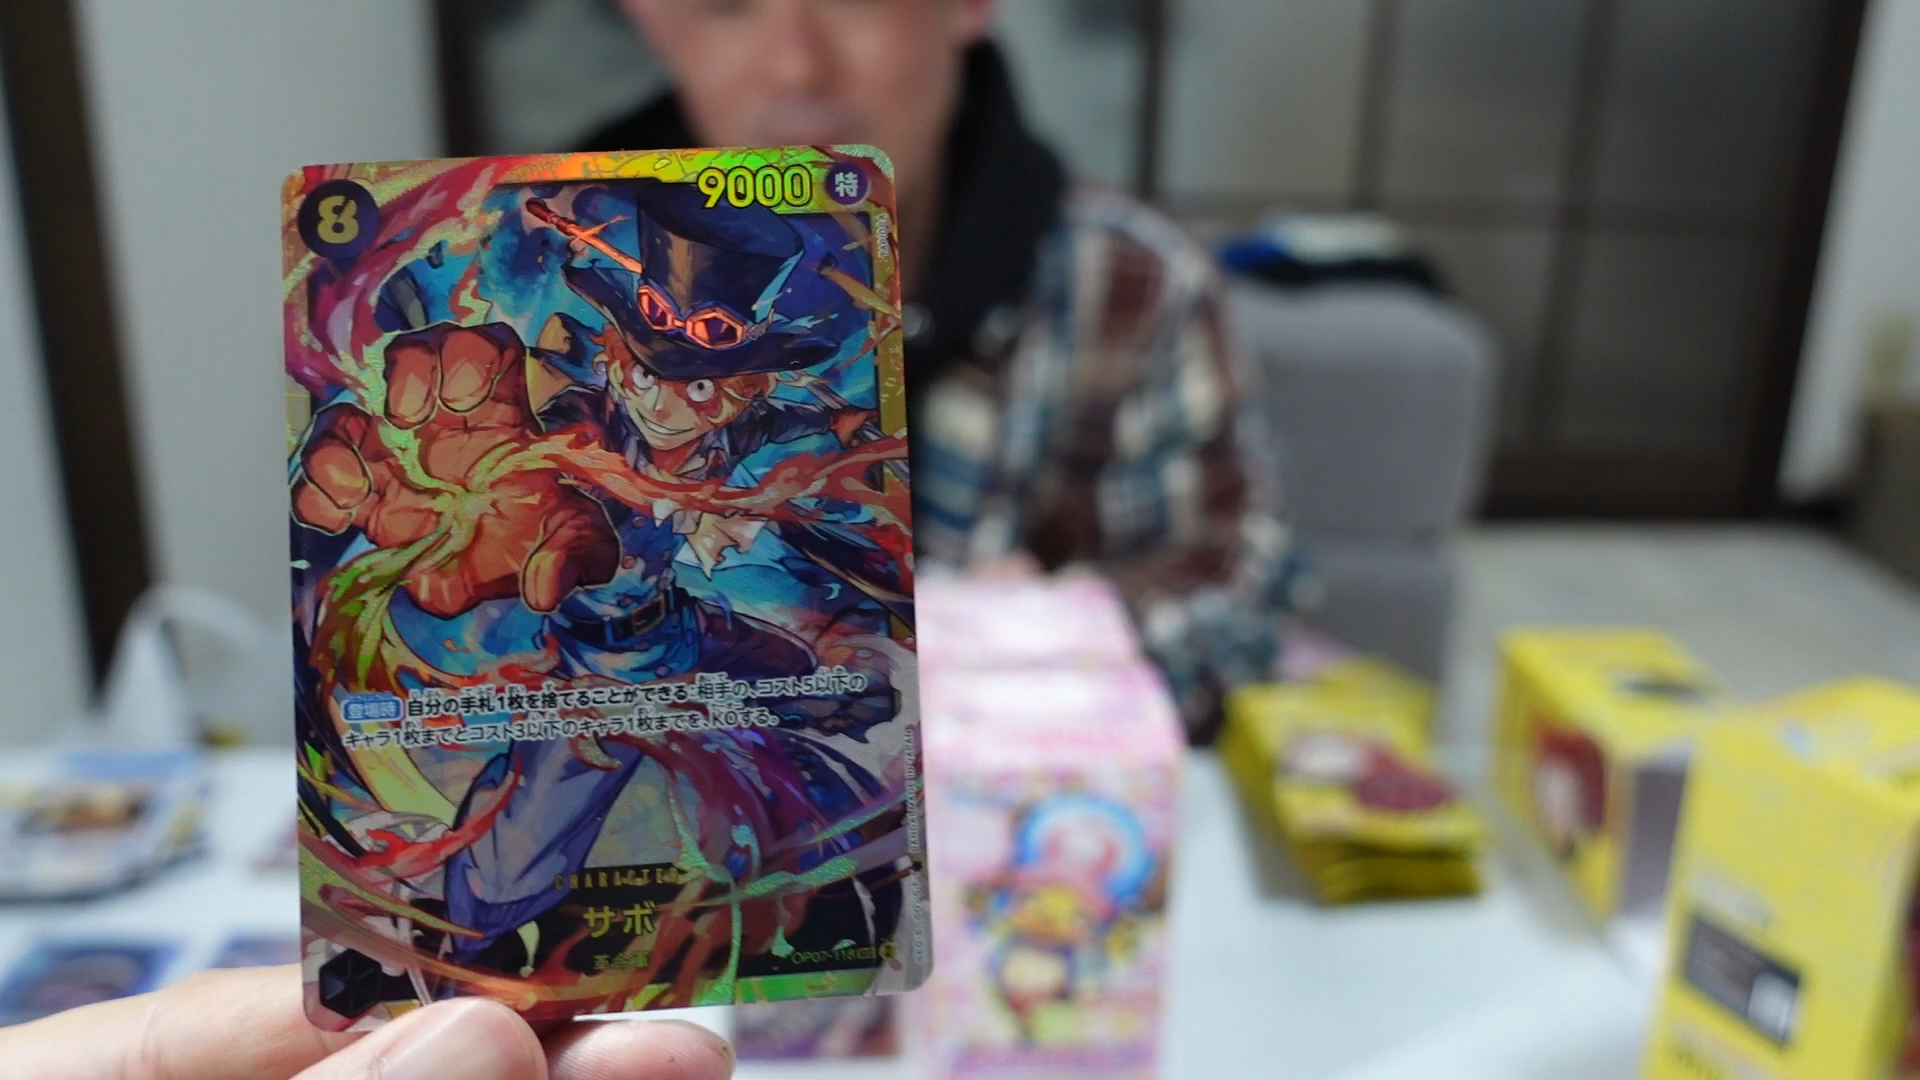 8
9000 特
登場時 自分の手札1枚を捨てることができる:相手の、コスト5以下の
キャラ1枚までとコスト3以下のキャラ1枚までを、KOする。
CHARACTER
サボ
革命軍
OP07-118